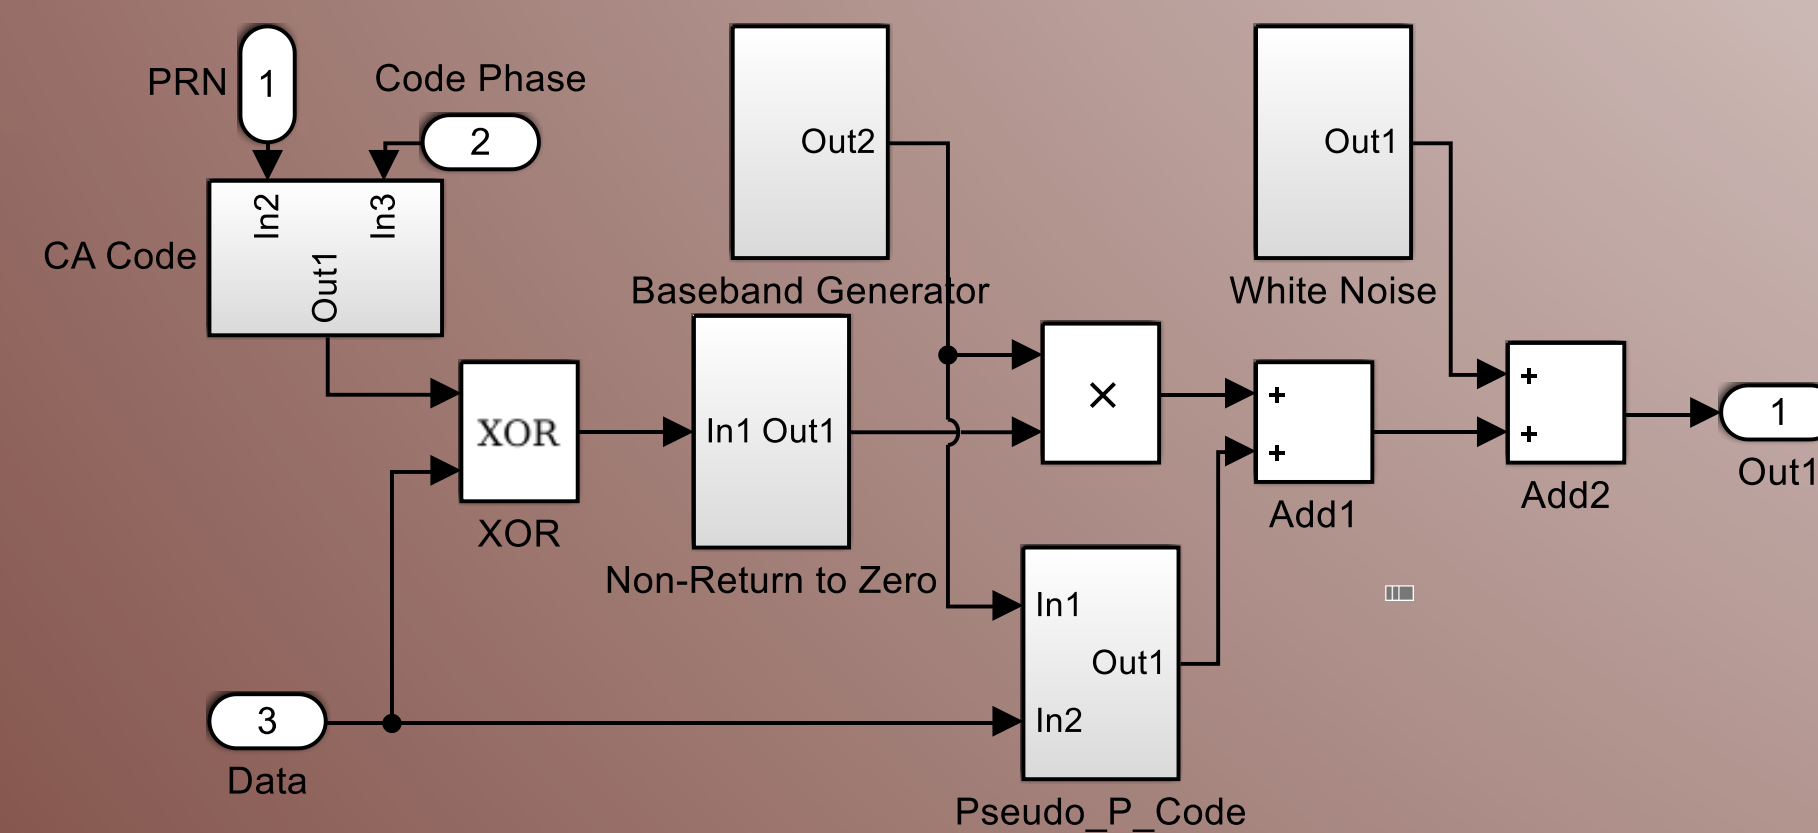 PRN
1
Code Phase
2
In2
In3
Out1
CA Code
Out2
Baseband Generator
Out1
White Noise
XOR
XOR
In1 Out1
Non-Return to Zero
×
+
+
Add1
+
+
Add2
1
Out1
In1
Out1
In2
Pseudo_P_Code
3
Data